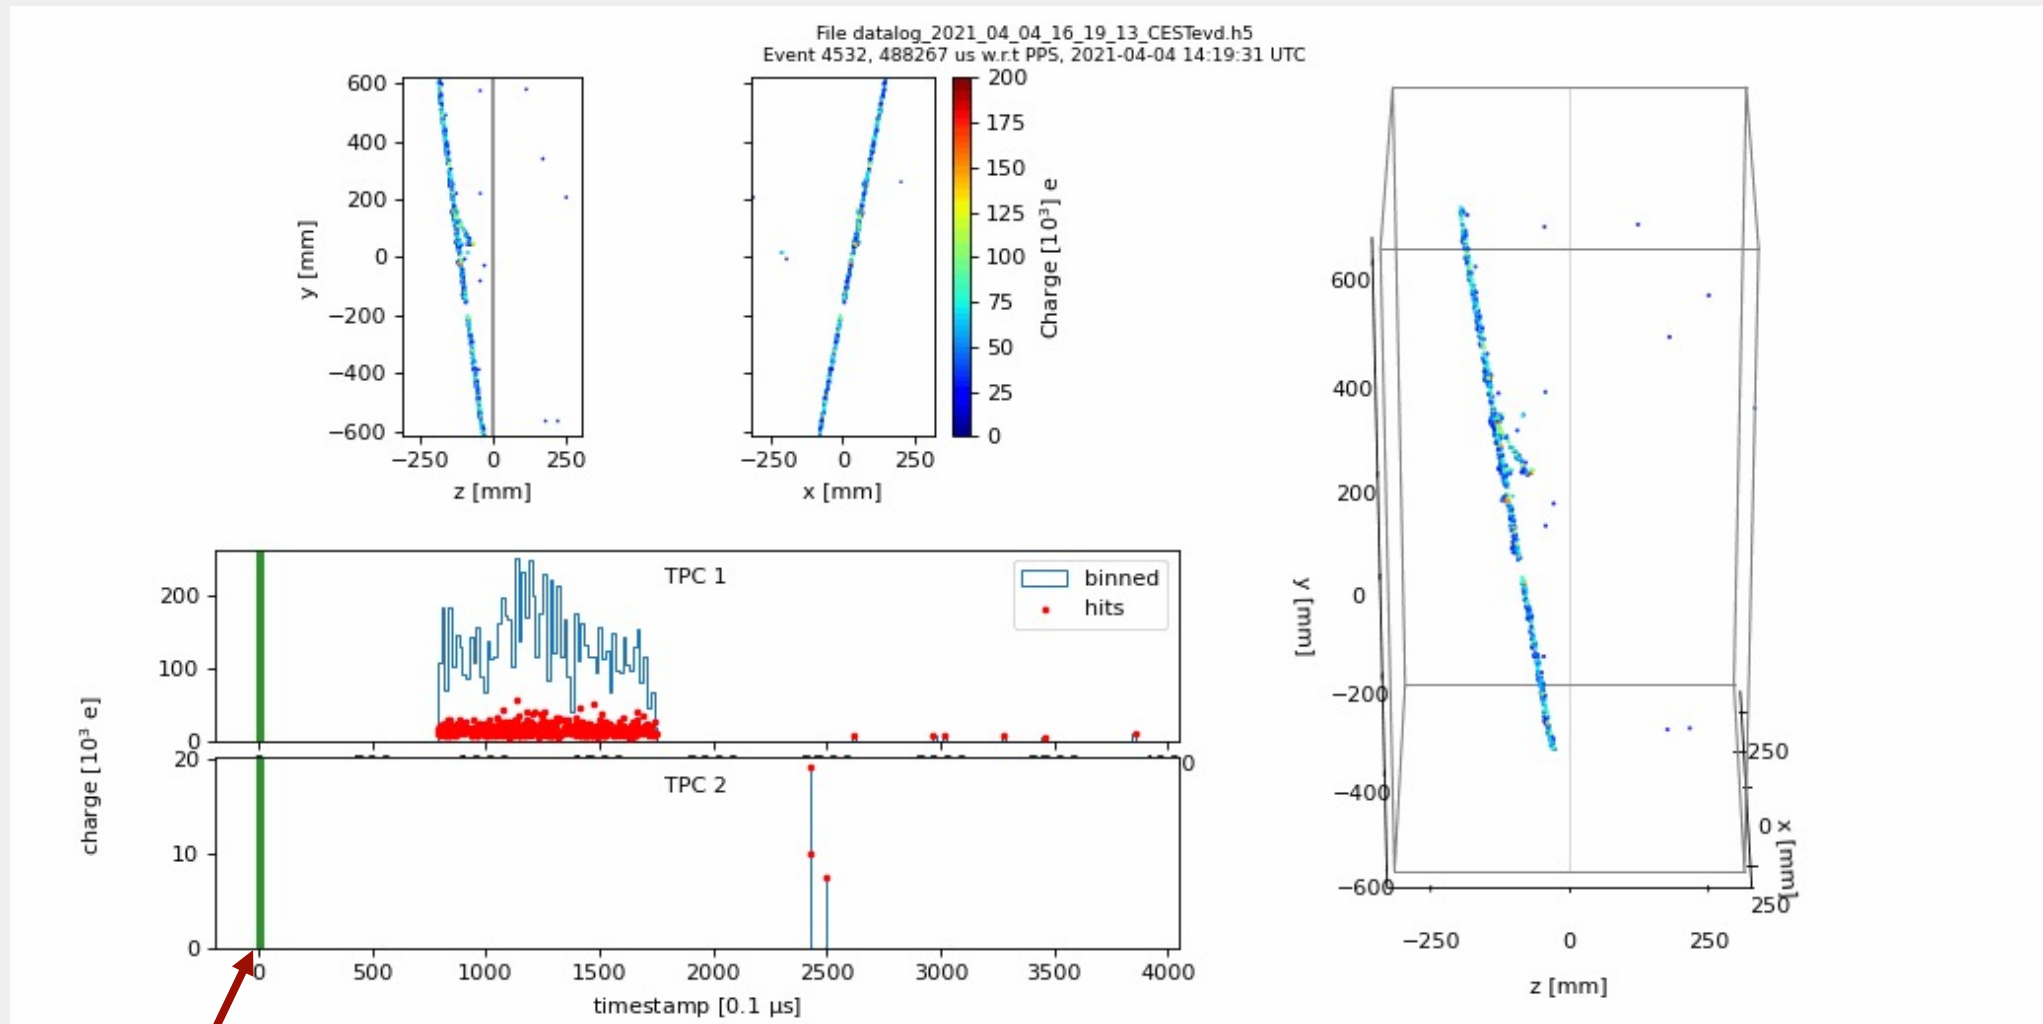 File datalog_2021_04_04_16_19_13_CESTevd.h5
Event 4532, 488267 us w.r.t PPS, 2021-04-04 14:19:31 UTC
600
400
200
0
−200
−400
−600
y [mm]
−250 0 250
z [mm]
−250 0 250
x [mm]
200
175
150
125
100
75
50
25
0
Charge [10³] e
TPC 1
binned
hits
200
100
0
TPC 2
20
10
0
charge [10³ e]
0 500 1000 1500 2000 2500 3000 3500 4000
timestamp [0.1 µs]
600
400
200
0
−200
−400
−600
y [mm]
250
0
250
x [mm]
−250 0 250
z [mm]